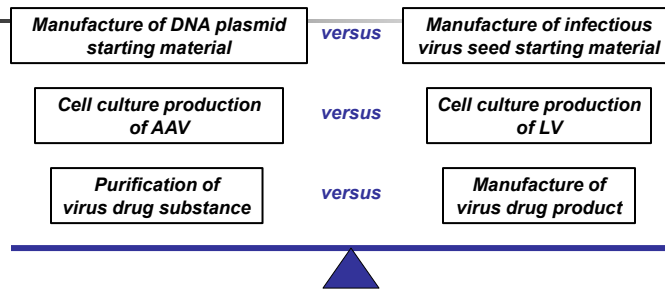 Manufacture of DNA plasmid
starting material
versus
Manufacture of infectious
virus seed starting material
Cell culture production
of AAV
versus
Cell culture production
of LV
Purification of
virus drug substance
versus
Manufacture of
virus drug product